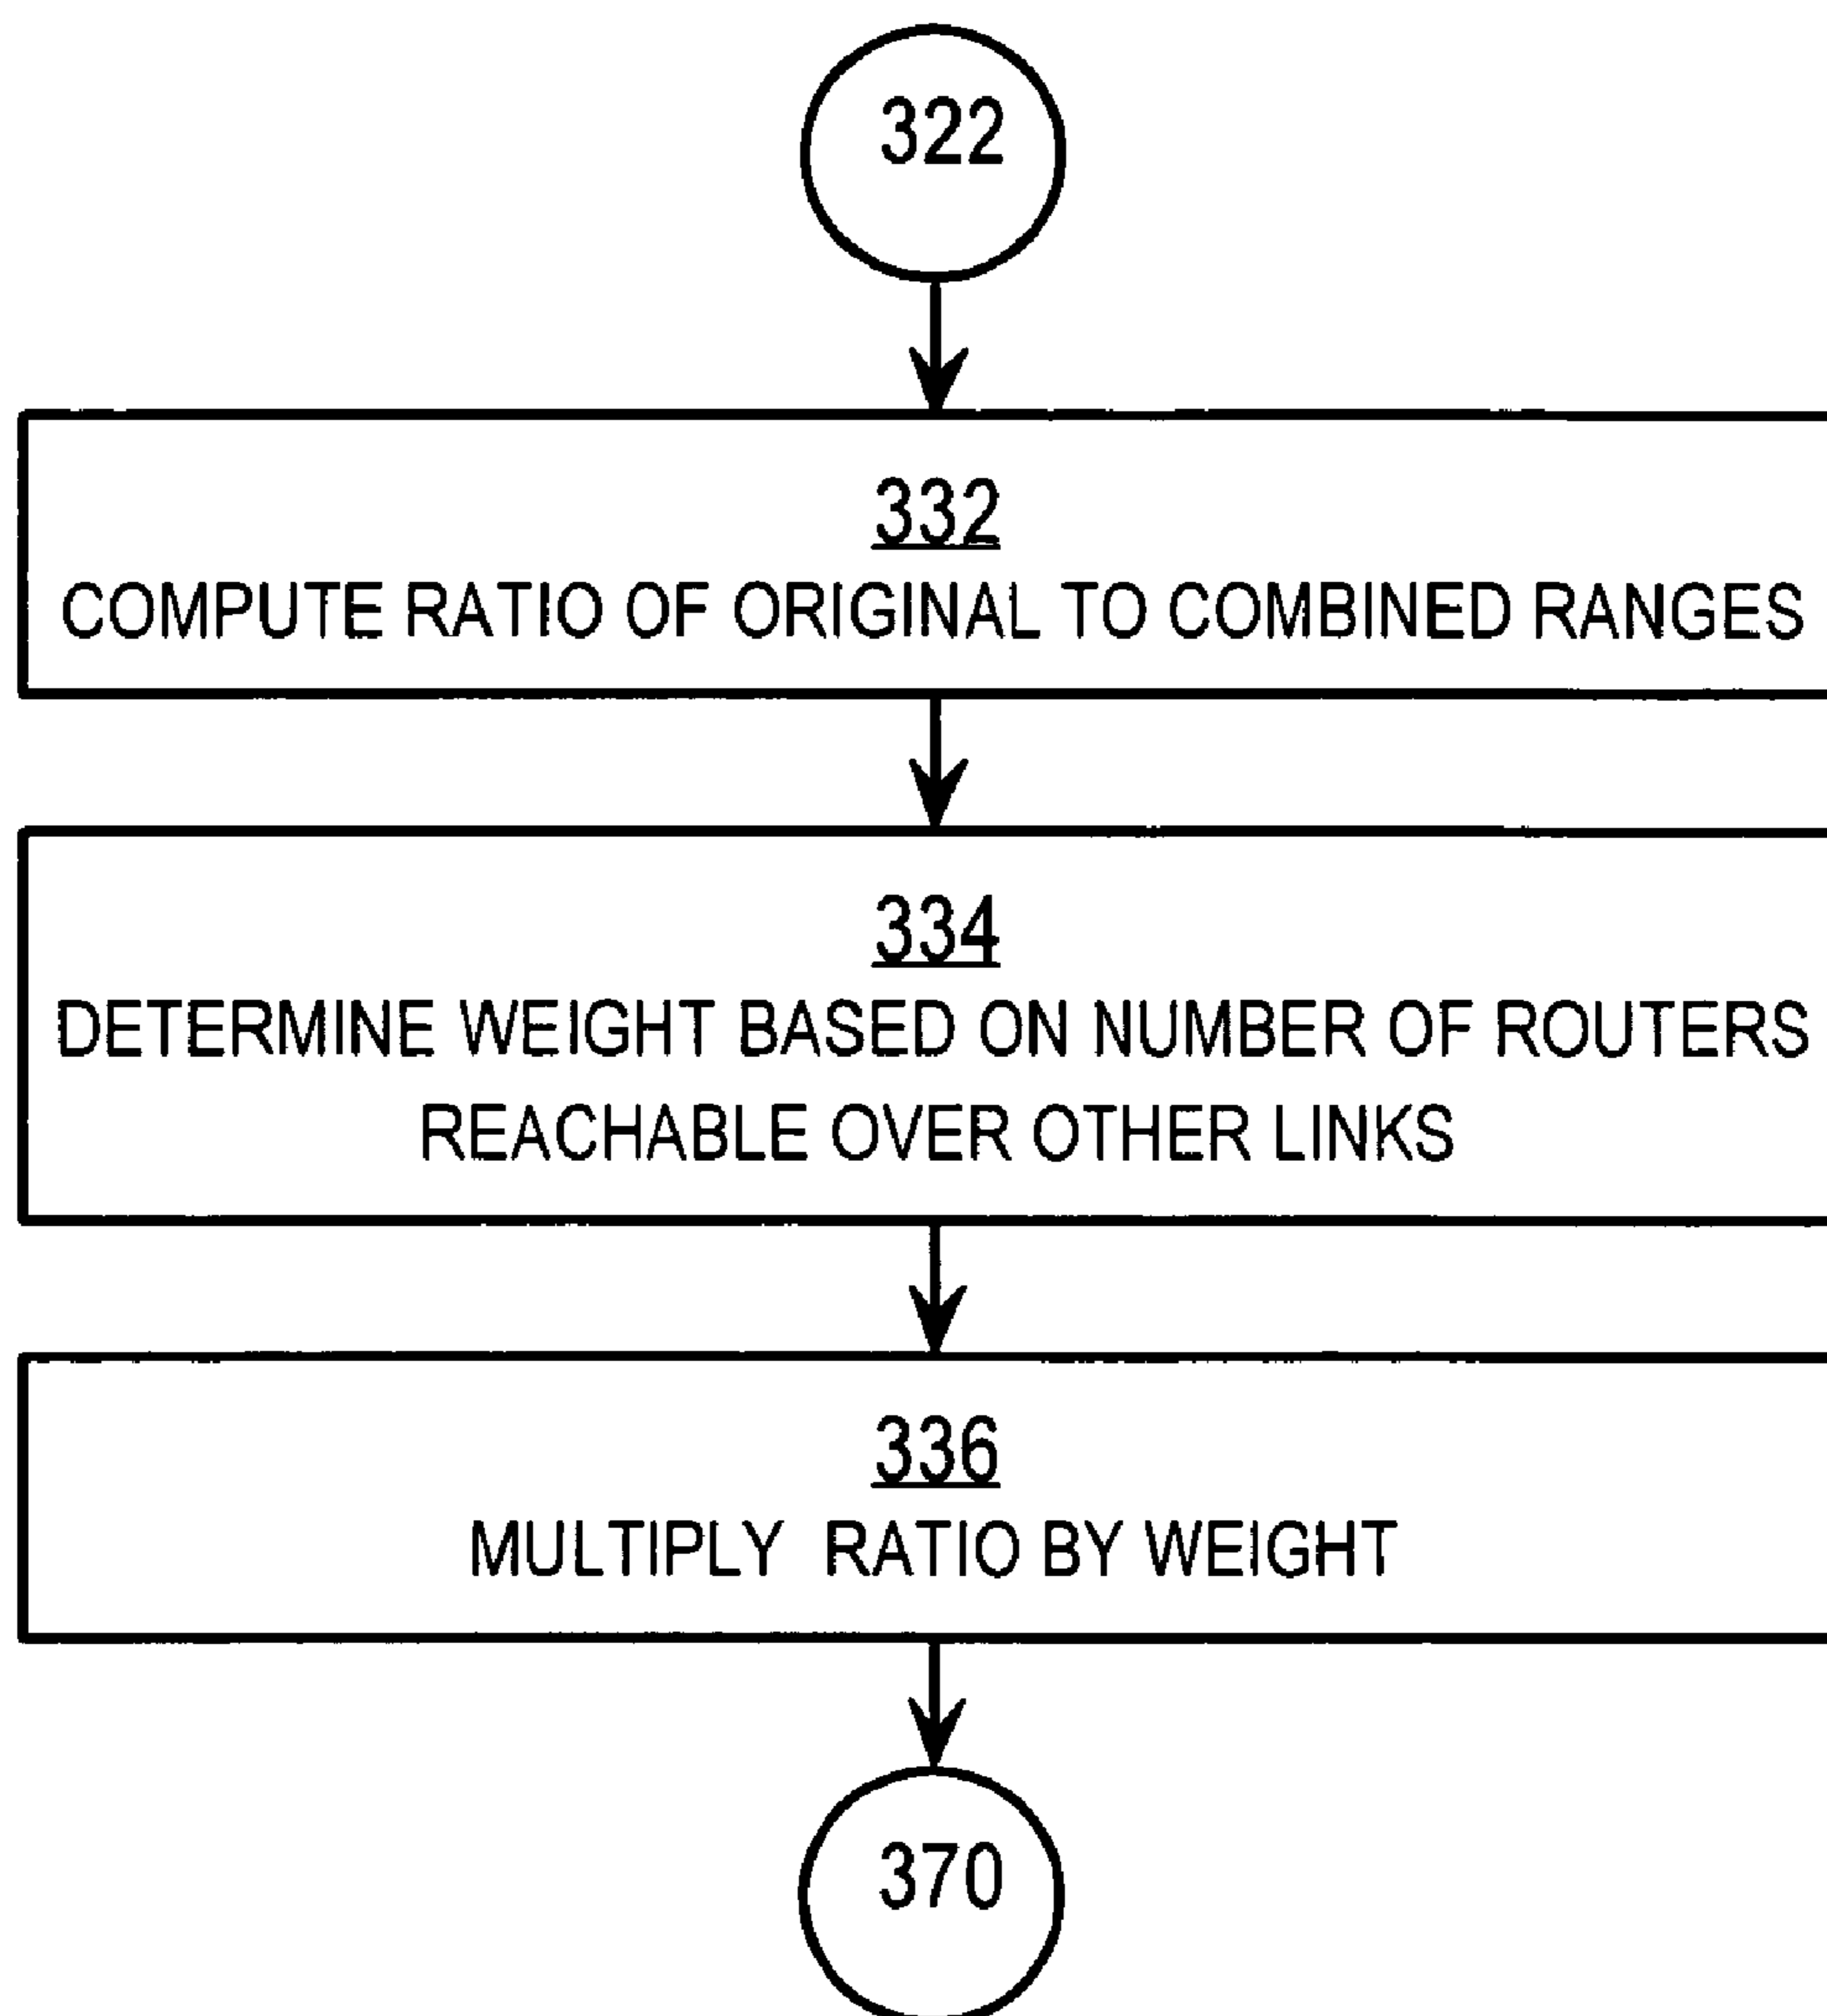 322
332
COMPUTE RATIO OF ORIGINAL TO COMBINED RANGES
334
DETERMINE WEIGHT BASED ON NUMBER OF ROUTERS
REACHABLE OVER OTHER LINKS
336
MULTIPLY RATIO BY WEIGHT
370